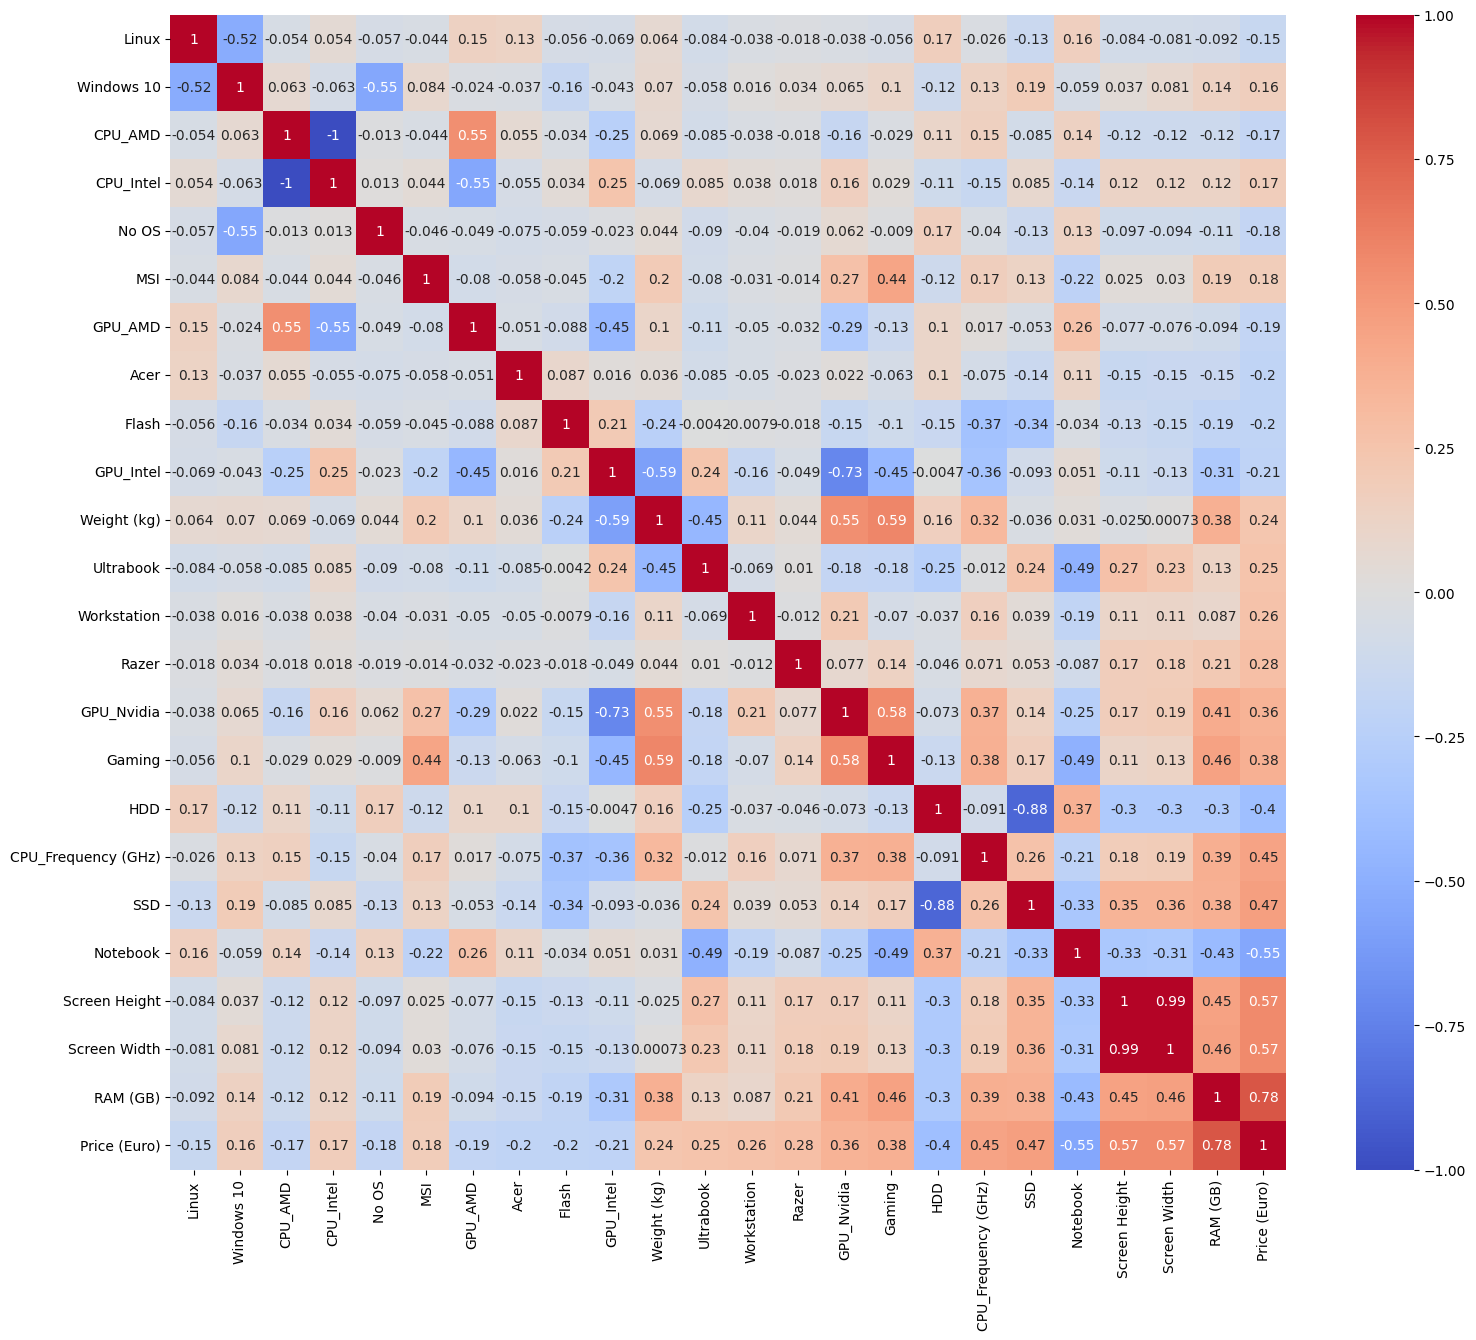 Linux 1 -0.52 -0.054 0.054 -0.057 -0.044 0.15 0.13 -0.056 -0.069 0.064 -0.084 -0.038 -0.018 -0.038 -0.056 0.17 -0.026 -0.13 0.16 -0.084 -0.081 -0.092 -0.15
Windows 10 -0.52 1 0.063 -0.063 -0.55 0.084 -0.024 -0.037 -0.16 -0.043 0.07 -0.058 0.016 0.034 0.065 0.1 -0.12 0.13 0.19 -0.059 0.037 0.081 0.14 0.16
CPU_AMD -0.054 0.063 1 -1 -0.013 -0.044 0.55 0.055 -0.034 -0.25 0.069 -0.085 -0.038 -0.018 -0.16 -0.029 0.11 0.15 -0.085 0.14 -0.12 -0.12 -0.12 -0.17
CPU_Intel 0.054 -0.063 -1 1 0.013 0.044 -0.55 -0.055 0.034 0.25 -0.069 0.085 0.038 0.018 0.16 0.029 -0.11 -0.15 0.085 -0.14 0.12 0.12 0.12 0.17
No OS -0.057 -0.55 -0.013 0.013 1 -0.046 -0.049 -0.075 -0.059 -0.023 0.044 -0.09 -0.04 -0.019 0.062 -0.009 0.17 -0.04 -0.13 0.13 -0.097 -0.094 -0.11 -0.18
MSI -0.044 0.084 -0.044 0.044 -0.046 1 -0.08 -0.058 -0.045 -0.2 0.2 -0.08 -0.031 -0.014 0.27 0.44 -0.12 0.17 0.13 -0.22 0.025 0.03 0.19 0.18
GPU_AMD 0.15 -0.024 0.55 -0.55 -0.049 -0.08 1 -0.051 -0.088 -0.45 0.1 -0.11 -0.05 -0.032 -0.29 -0.13 0.1 0.017 -0.053 0.26 -0.077 -0.076 -0.094 -0.19
Acer 0.13 -0.037 0.055 -0.055 -0.075 -0.058 -0.051 1 0.087 0.016 0.036 -0.085 -0.05 -0.023 0.022 -0.063 0.1 -0.075 -0.14 0.11 -0.15 -0.15 -0.15 -0.2
Flash -0.056 -0.16 -0.034 0.034 -0.059 -0.045 -0.088 0.087 1 0.21 -0.24 -0.0042 -0.0079 -0.018 -0.15 -0.1 -0.15 -0.37 -0.34 -0.034 -0.13 -0.15 -0.19 -0.2
GPU_Intel -0.069 -0.043 -0.25 0.25 -0.023 -0.2 -0.45 0.016 0.21 1 -0.59 0.24 -0.16 -0.049 -0.73 -0.45 -0.0047 -0.36 -0.093 0.051 -0.11 -0.13 -0.31 -0.21
Weight (kg) 0.064 0.07 0.069 -0.069 0.044 0.2 0.1 0.036 -0.24 -0.59 1 -0.45 0.11 0.044 0.55 0.59 0.16 0.32 -0.036 0.031 -0.025 0.00073 0.38 0.24
Ultrabook -0.084 -0.058 -0.085 0.085 -0.09 -0.08 -0.11 -0.085 -0.0042 0.24 -0.45 1 -0.069 0.01 -0.18 -0.18 -0.25 -0.012 0.24 -0.49 0.27 0.23 0.13 0.25
Workstation -0.038 0.016 -0.038 0.038 -0.04 -0.031 -0.05 -0.05 -0.0079 -0.16 0.11 -0.069 1 -0.012 0.21 -0.07 -0.037 0.16 0.039 -0.19 0.11 0.11 0.087 0.26
Razer -0.018 0.034 -0.018 0.018 -0.019 -0.014 -0.032 -0.023 -0.018 -0.049 0.044 0.01 -0.012 1 0.077 0.14 -0.046 0.071 0.053 -0.087 0.17 0.18 0.21 0.28
GPU_Nvidia -0.038 0.065 -0.16 0.16 0.062 0.27 -0.29 0.022 -0.15 -0.73 0.55 -0.18 0.21 0.077 1 0.58 -0.073 0.37 0.14 -0.25 0.17 0.19 0.41 0.36
Gaming -0.056 0.1 -0.029 0.029 -0.009 0.44 -0.13 -0.063 -0.1 -0.45 0.59 -0.18 -0.07 0.14 0.58 1 -0.13 0.38 0.17 -0.49 0.11 0.13 0.46 0.38
HDD 0.17 -0.12 0.11 -0.11 0.17 -0.12 0.1 0.1 -0.15 -0.0047 0.16 -0.25 -0.037 -0.046 -0.073 -0.13 1 -0.091 -0.88 0.37 -0.3 -0.3 -0.3 -0.4
CPU_Frequency (GHz) -0.026 0.13 0.15 -0.15 -0.04 0.17 0.017 -0.075 -0.37 -0.36 0.32 -0.012 0.16 0.071 0.37 0.38 -0.091 1 0.26 -0.21 0.18 0.19 0.39 0.45
SSD -0.13 0.19 -0.085 0.085 -0.13 0.13 -0.053 -0.14 -0.34 -0.093 -0.036 0.24 0.039 0.053 0.14 0.17 -0.88 0.26 1 -0.33 0.35 0.36 0.38 0.47
Notebook 0.16 -0.059 0.14 -0.14 0.13 -0.22 0.26 0.11 -0.034 0.051 0.031 -0.49 -0.19 -0.087 -0.25 -0.49 0.37 -0.21 -0.33 1 -0.33 -0.31 -0.43 -0.55
Screen Height -0.084 0.037 -0.12 0.12 -0.097 0.025 -0.077 -0.15 -0.13 -0.11 -0.025 0.27 0.11 0.17 0.17 0.11 -0.3 0.18 0.35 -0.33 1 0.99 0.45 0.57
Screen Width -0.081 0.081 -0.12 0.12 -0.094 0.03 -0.076 -0.15 -0.15 -0.13 0.00073 0.23 0.11 0.18 0.19 0.13 -0.3 0.19 0.36 -0.31 0.99 1 0.46 0.57
RAM (GB) -0.092 0.14 -0.12 0.12 -0.11 0.19 -0.094 -0.15 -0.19 -0.31 0.38 0.13 0.087 0.21 0.41 0.46 -0.3 0.39 0.38 -0.43 0.45 0.46 1 0.78
Price (Euro) -0.15 0.16 -0.17 0.17 -0.18 0.18 -0.19 -0.2 -0.2 -0.21 0.24 0.25 0.26 0.28 0.36 0.38 -0.4 0.45 0.47 -0.55 0.57 0.57 0.78 1
Linux
Windows 10
CPU_AMD
CPU_Intel
No OS
MSI
GPU_AMD
Acer
Flash
GPU_Intel
Weight (kg)
Ultrabook
Workstation
Razer
GPU_Nvidia
Gaming
HDD
CPU_Frequency (GHz)
SSD
Notebook
Screen Height
Screen Width
RAM (GB)
Price (Euro)
1.00
0.75
0.50
0.25
0.00
−0.25
−0.50
−0.75
−1.00